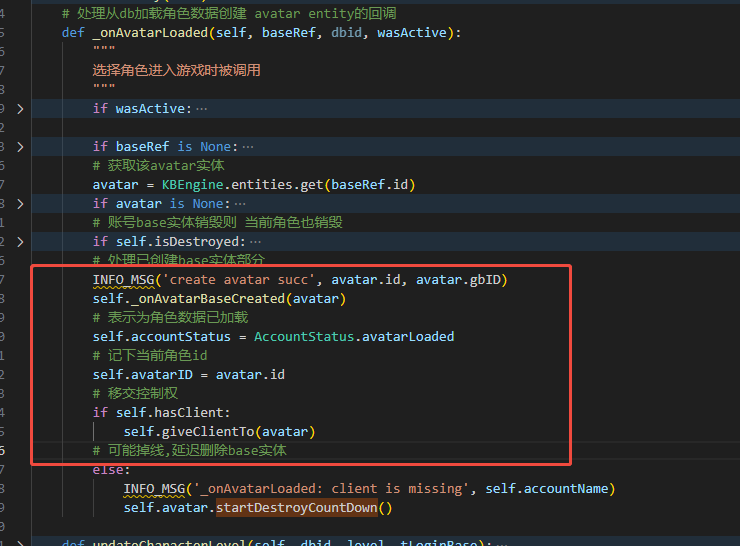 # 处理从db加载角色数据创建 avatar entity的回调
def _onAvatarLoaded(self, baseRef, dbid, wasActive):
"""
选择角色进入游戏时被调用
"""
if wasActive: ⋯
if baseRef is None: ⋯
# 获取该avatar实体
avatar = KBEngine.entities.get(baseRef.id)
if avatar is None: ⋯
# 账号base实体销毁则 当前角色也销毁
if self.isDestroyed: ⋯
# 处理已创建base实体部分
INFO_MSG('create avatar succ', avatar.id, avatar.gbID)
self._onAvatarBaseCreated(avatar)
# 表示为角色数据已加载
self.accountStatus = AccountStatus.avatarLoaded
# 记下当前角色id
self.avatarID = avatar.id
# 移交控制权
if self.hasClient:
self.giveClientTo(avatar)
# 可能掉线,延迟删除base实体
else:
INFO_MSG('_onAvatarLoaded: client is missing', self.accountName)
self.avatar.startDestroyCountDown()
def updateCharacterLevel(self, dbid, level, tLoginBase): ⋯